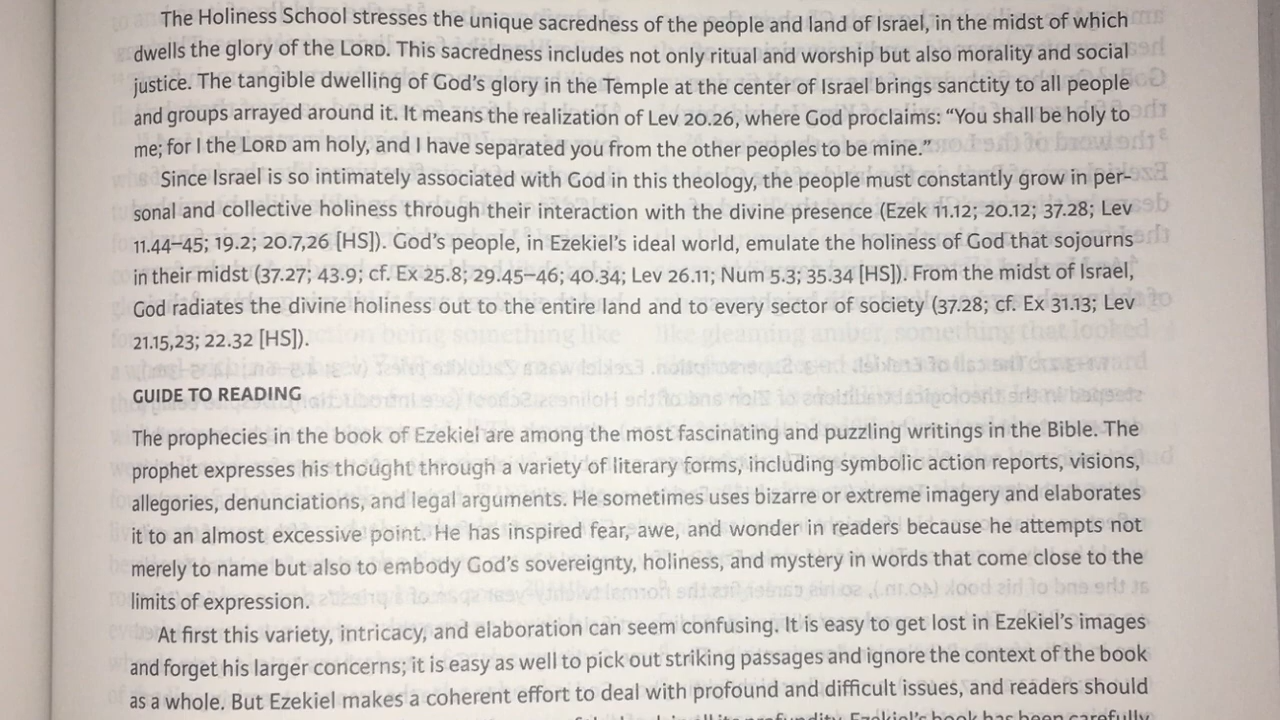 The Holiness School stresses the unique sacredness of the people and land of Israel, in the midst of which
dwells the glory of the LORD. This sacredness includes not only ritual and worship but also morality and social
justice. The tangible dwelling of God's glory in the Temple at the center of Israel brings sanctity to all people
and groups arrayed around it. It means the realization of Lev 20.26, where God proclaims: “You shall be holy to
me; for I the LORD am holy, and I have separated you from the other peoples to be mine.”
Since Israel is so intimately associated with God in this theology, the people must constantly grow in per-
sonal and collective holiness through their interaction with the divine presence (Ezek 11.12; 20.12; 37.28; Lev
11.44–45; 19.2; 20.7,26 [HS]). God's people, in Ezekiel's ideal world, emulate the holiness of God that sojourns
in their midst (37.27; 43.9; cf. Ex 25.8; 29.45–46; 40.34; Lev 26.11; Num 5.3; 35.34 [HS]). From the midst of Israel,
God radiates the divine holiness out to the entire land and to every sector of society (37.28; cf. Ex 31.13; Lev
21.15,23; 22.32 [HS]).
GUIDE TO READING
The prophecies in the book of Ezekiel are among the most fascinating and puzzling writings in the Bible. The
prophet expresses his thought through a variety of literary forms, including symbolic action reports, visions,
allegories, denunciations, and legal arguments. He sometimes uses bizarre or extreme imagery and elaborates
it to an almost excessive point. He has inspired fear, awe, and wonder in readers because he attempts not
merely to name but also to embody God's sovereignty, holiness, and mystery in words that come close to the
limits of expression.
At first this variety, intricacy, and elaboration can seem confusing. It is easy to get lost in Ezekiel's images
and forget his larger concerns; it is easy as well to pick out striking passages and ignore the context of the book
as a whole. But Ezekiel makes a coherent effort to deal with profound and difficult issues, and readers should
Ezekiel's book has been carefully